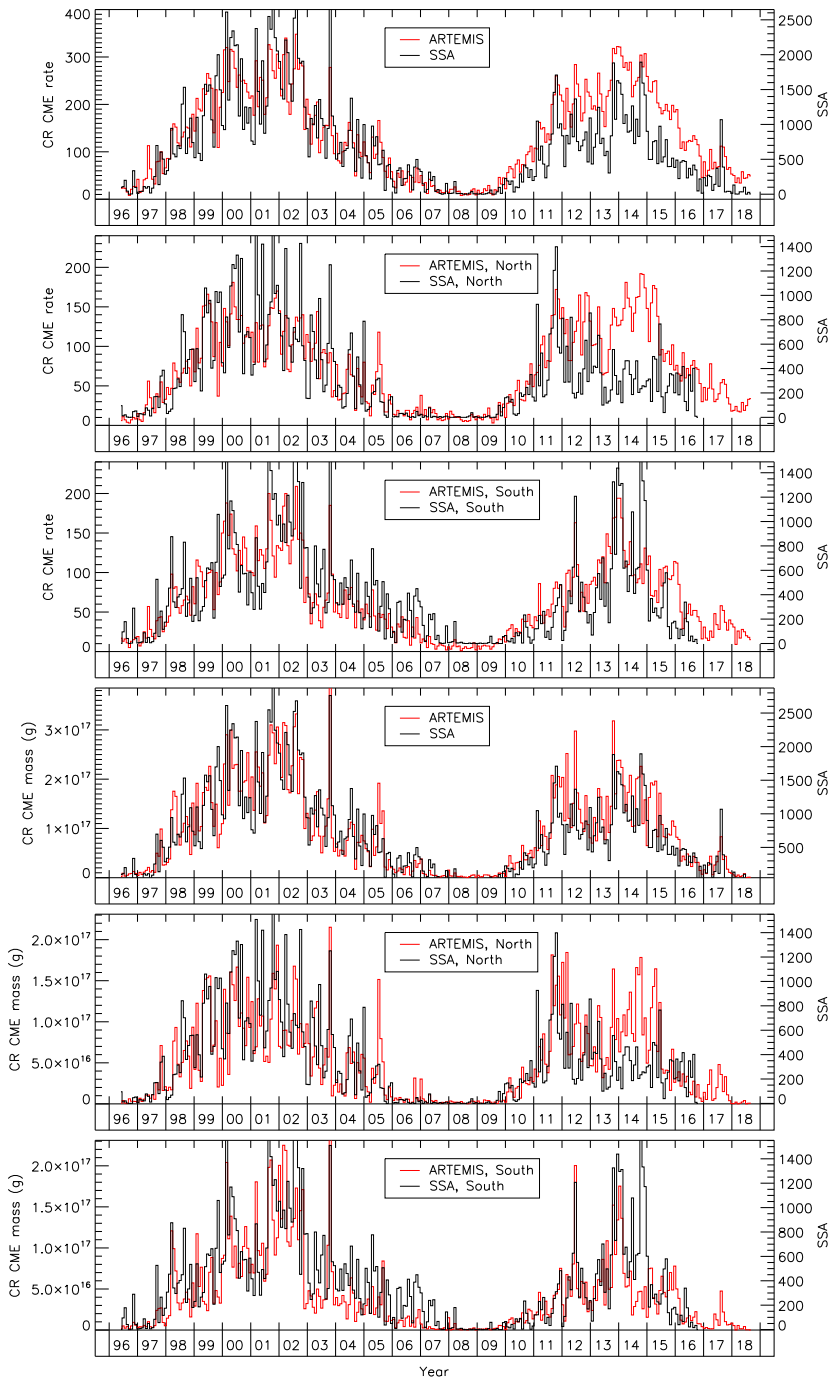 400
300
200
100
0
CR CME rate
ARTEMIS
SSA
2500
2000
1500
1000
500
0
SSA
96 97 98 99 00 01 02 03 04 05 06 07 08 09 10 11 12 13 14 15 16 17 18
200
150
100
50
0
CR CME rate
ARTEMIS, North
SSA, North
1400
1200
1000
800
600
400
200
0
SSA
96 97 98 99 00 01 02 03 04 05 06 07 08 09 10 11 12 13 14 15 16 17 18
200
150
100
50
0
CR CME rate
ARTEMIS, South
SSA, South
1400
1200
1000
800
600
400
200
0
SSA
96 97 98 99 00 01 02 03 04 05 06 07 08 09 10 11 12 13 14 15 16 17 18
3×10¹⁷
2×10¹⁷
1×10¹⁷
0
CR CME mass (g)
ARTEMIS
SSA
2500
2000
1500
1000
500
SSA
96 97 98 99 00 01 02 03 04 05 06 07 08 09 10 11 12 13 14 15 16 17 18
2.0×10¹⁷
1.5×10¹⁷
1.0×10¹⁷
5.0×10¹⁶
0
CR CME mass (g)
ARTEMIS, North
SSA, North
1400
1200
1000
800
600
400
200
0
SSA
96 97 98 99 00 01 02 03 04 05 06 07 08 09 10 11 12 13 14 15 16 17 18
2.0×10¹⁷
1.5×10¹⁷
1.0×10¹⁷
5.0×10¹⁶
0
CR CME mass (g)
ARTEMIS, South
SSA, South
1400
1200
1000
800
600
400
200
0
SSA
96 97 98 99 00 01 02 03 04 05 06 07 08 09 10 11 12 13 14 15 16 17 18
Year